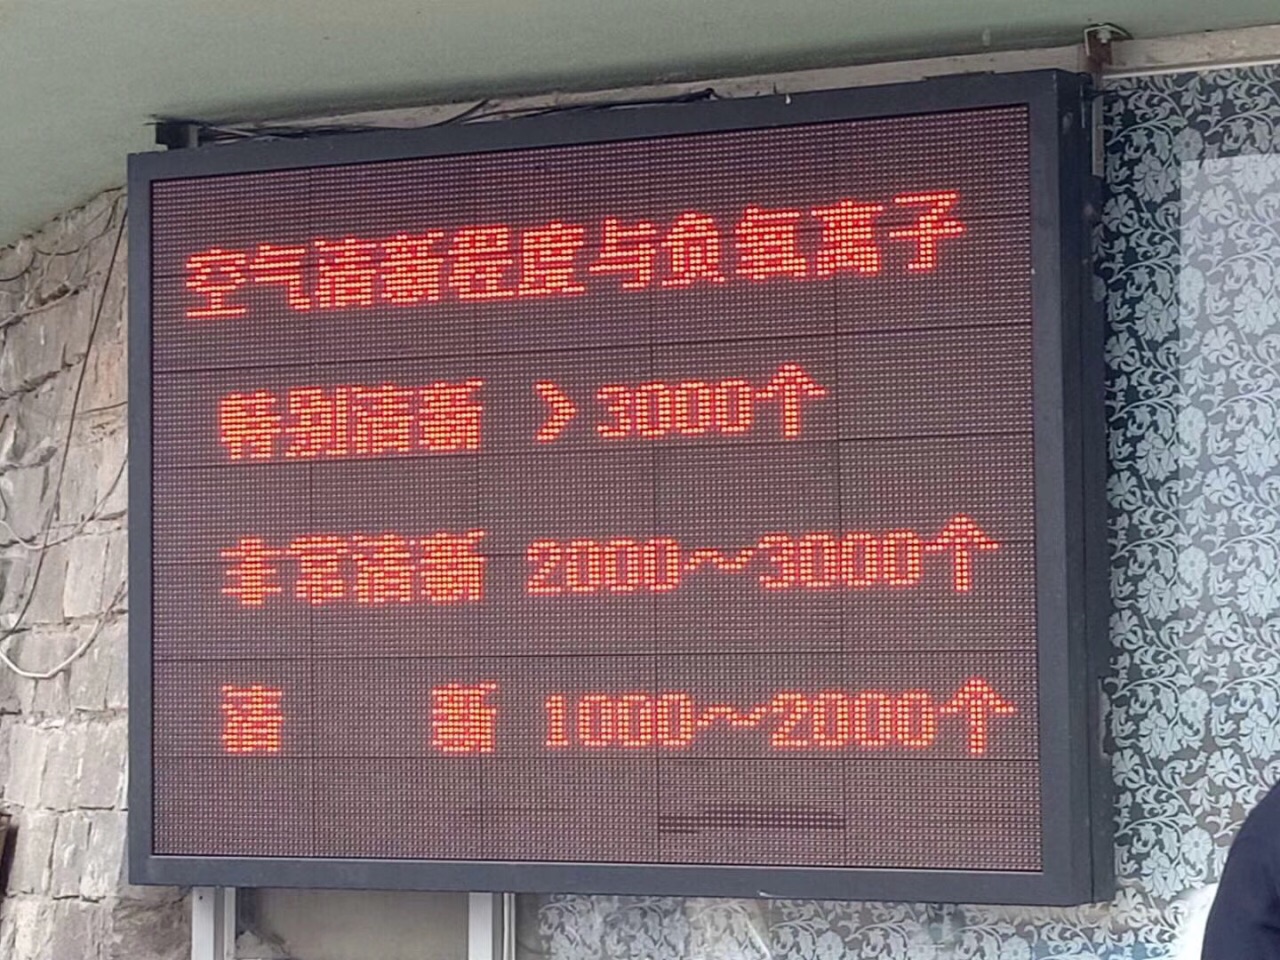 空气清新程度与负氧离子
特别清新 >3000个
非常清新 2000~3000个
清 新 1000~2000个